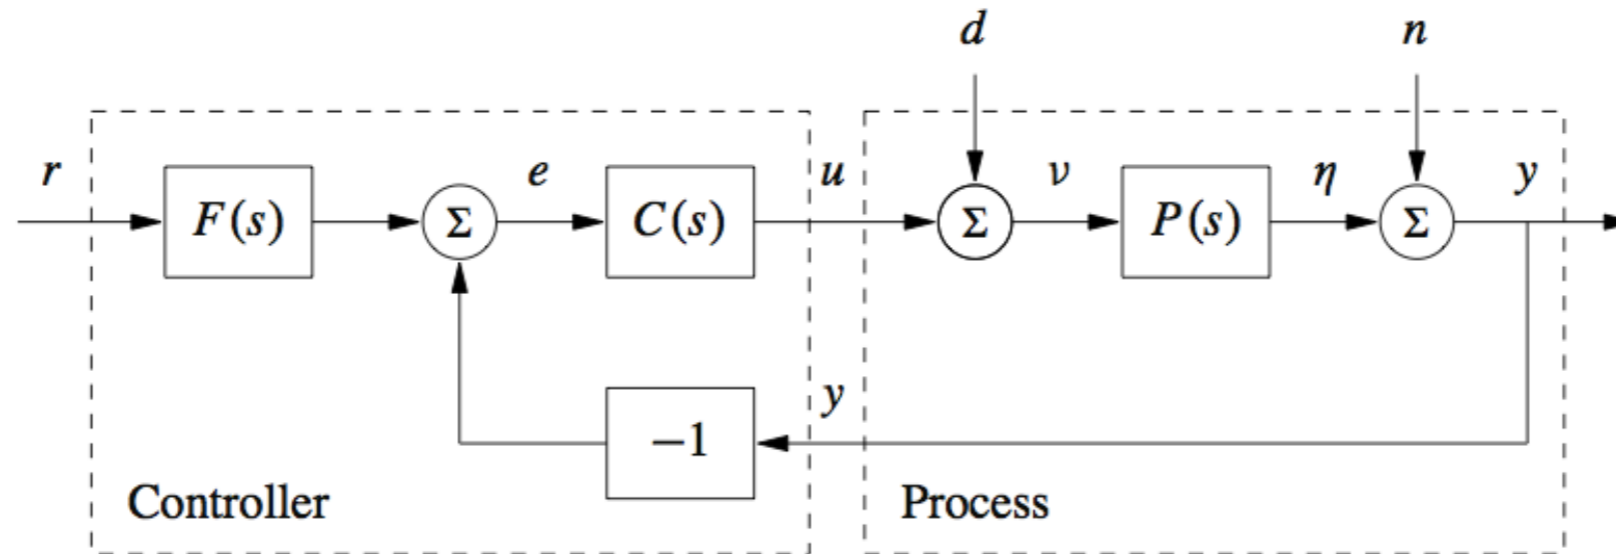 d n
r e u ν η y
F(s) Σ C(s) Σ P(s) Σ
y
−1
Controller Process